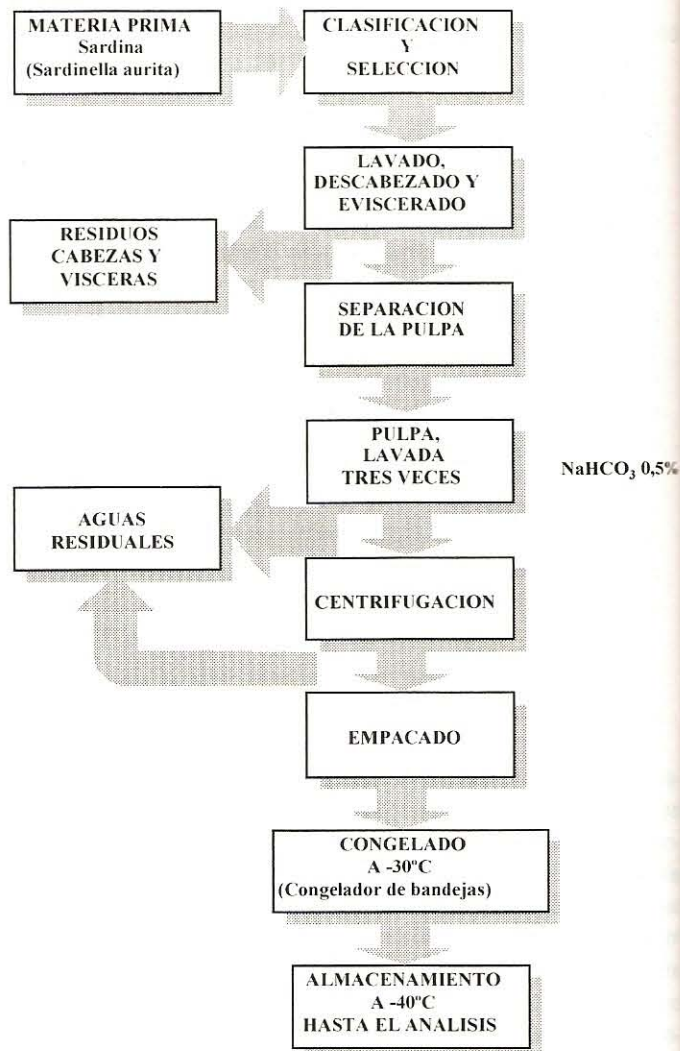 MATERIA PRIMA
Sardina
(Sardinella aurita)
CLASIFICACION
Y
SELECCION
LAVADO,
DESCABEZADO Y
EVISCERADO
RESIDUOS
CABEZAS Y
VISCERAS
SEPARACION
DE LA PULPA
PULPA,
LAVADA
TRES VECES
NaHCO₃ 0,5%
AGUAS
RESIDUALES
CENTRIFUGACION
EMPACADO
CONGELADO
A -30ºC
(Congelador de bandejas)
ALMACENAMIENTO
A -40ºC
HASTA EL ANALISIS